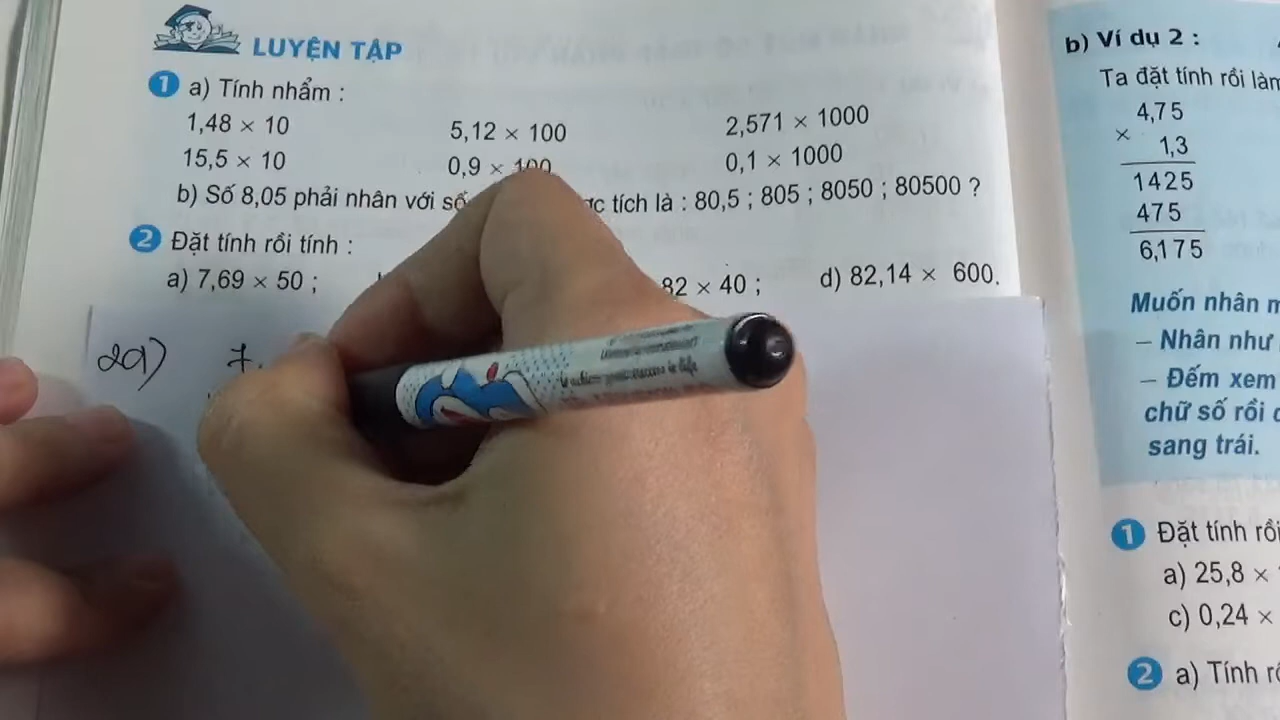 LUYỆN TẬP
1 a) Tính nhẩm :
1,48 × 10 5,12 × 100 2,571 × 1000
15,5 × 10 0,9 × 100 0,1 × 1000
b) Số 8,05 phải nhân với số tích là : 80,5 ; 805 ; 8050 ; 80500 ?
2 Đặt tính rồi tính :
a) 7,69 × 50 ; 82 × 40 ; d) 82,14 × 600.
2a) 7,
b) Ví dụ 2 :
Ta đặt tính rồi làm
4,75
×
1,3
1425
475
6,175
Muốn nhân
– Nhân như
– Đếm xem
chữ số rồi
sang trái.
1 Đặt tính rồi
a) 25,8 ×
c) 0,24 ×
2 a) Tính